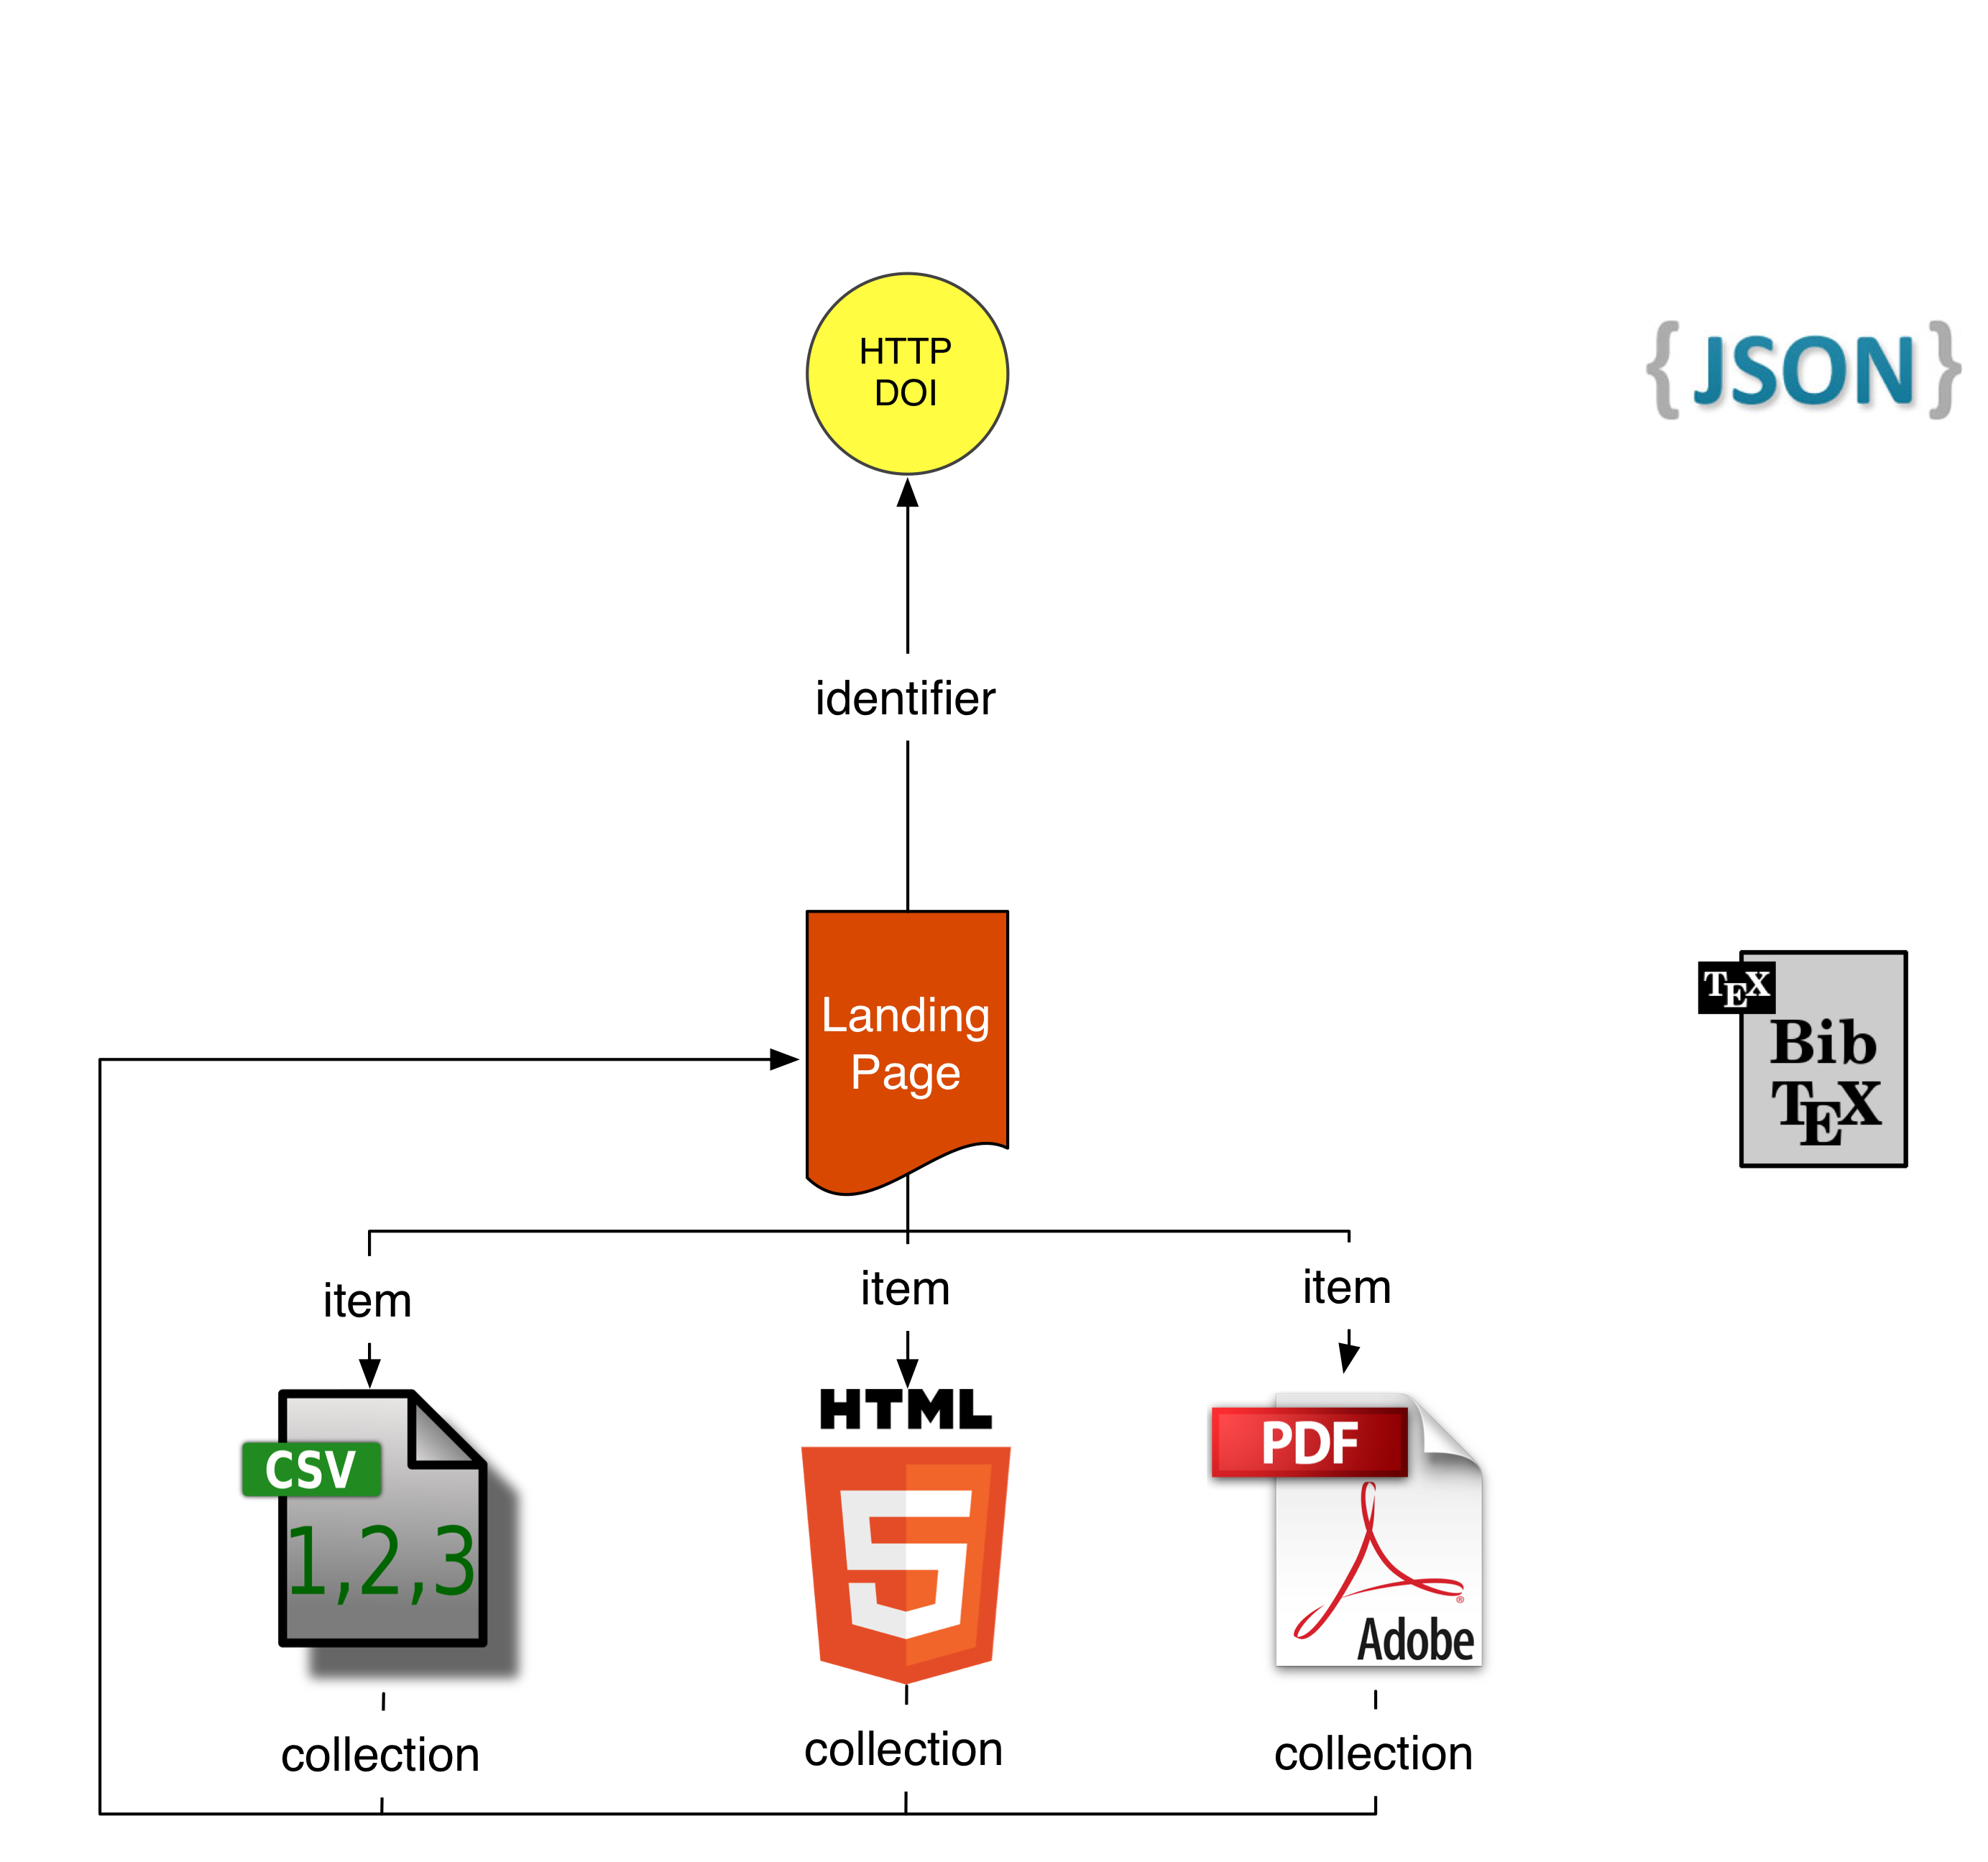 HTTP
DOI
{ JSON }
identifier
Landing
Page
TEX
Bib
TEX
item
item
item
CSV
1,2,3
HTML
5
PDF
®
Adobe
collection
collection
collection